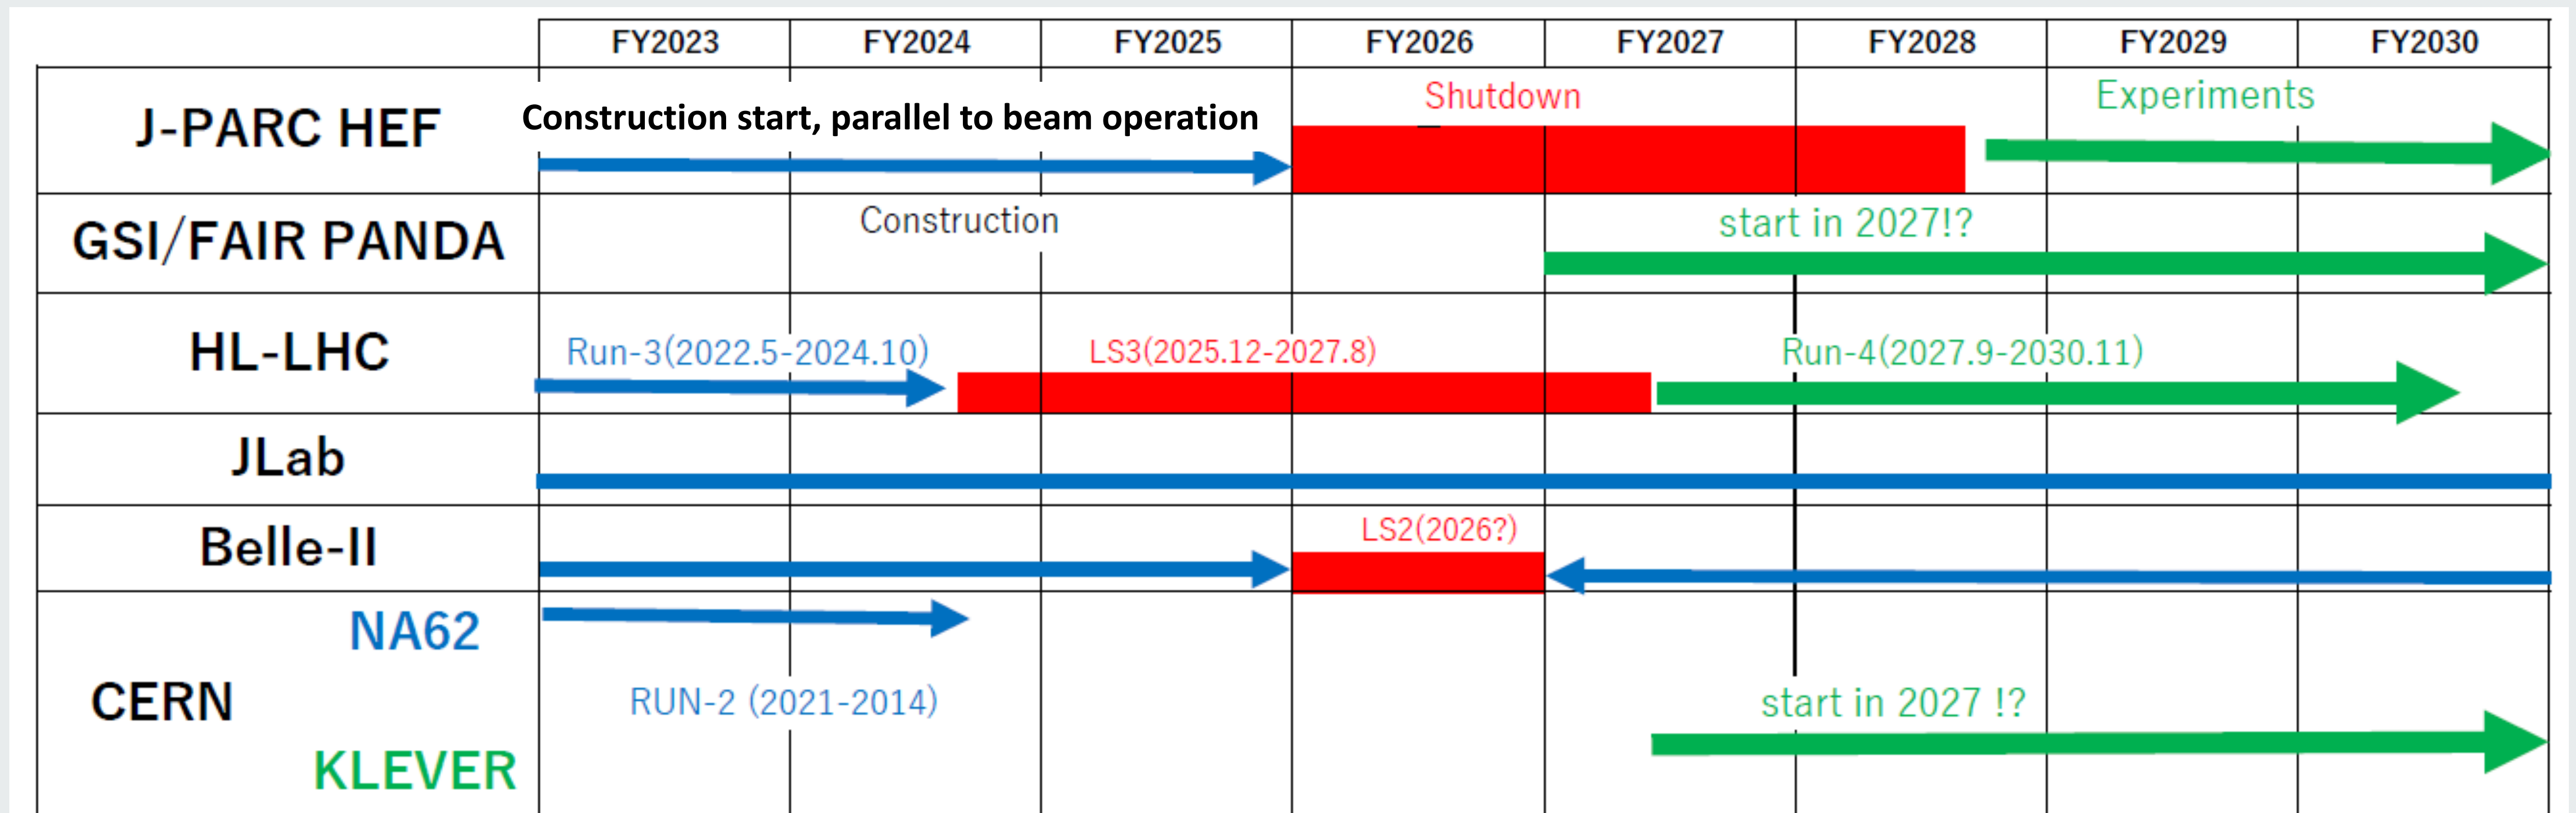 FY2023 FY2024 FY2025 FY2026 FY2027 FY2028 FY2029 FY2030
J-PARC HEF
Construction start, parallel to beam operation
Shutdown
Experiments
GSI/FAIR PANDA
Construction
start in 2027!?
HL-LHC
Run-3(2022.5-2024.10)
LS3(2025.12-2027.8)
Run-4(2027.9-2030.11)
JLab
Belle-II
LS2(2026?)
NA62
CERN
RUN-2 (2021-2014)
start in 2027 !?
KLEVER